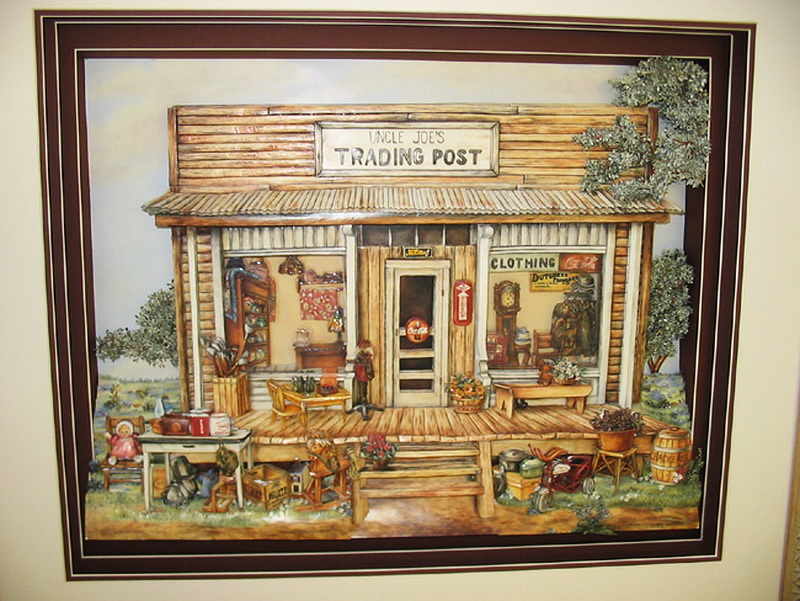 UNCLE JOE'S
TRADING POST
CLOTHING
Coca-Cola
Coca-Cola